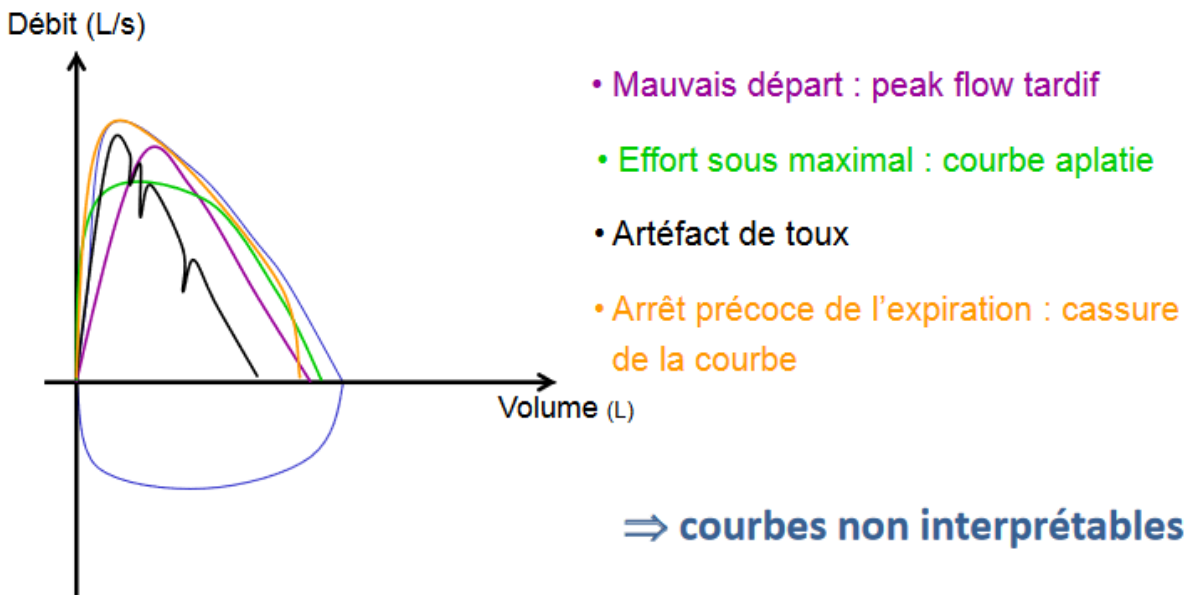 Débit (L/s)
• Mauvais départ : peak flow tardif
• Effort sous maximal : courbe aplatie
• Artéfact de toux
• Arrêt précoce de l'expiration : cassure
de la courbe
Volume (L)
⇒ courbes non interprétables